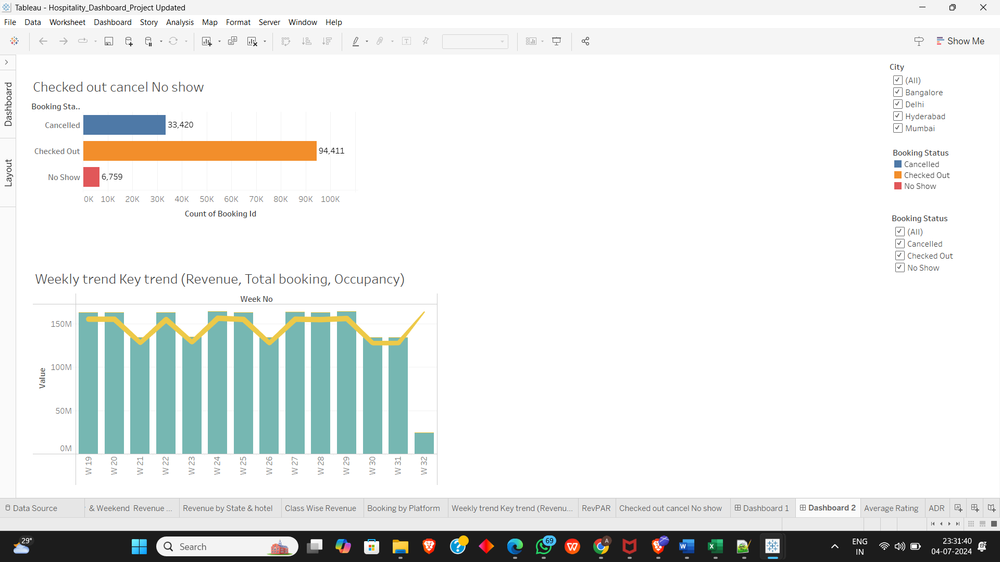 Tableau - Hospitality_Dashboard_Project Updated
File Data Worksheet Dashboard Story Analysis Map Format Server Window Help
Show Me
Dashboard
Layout
Checked out cancel No show
Booking Sta..
Cancelled 33,420
Checked Out 94,411
No Show 6,759
0K 10K 20K 30K 40K 50K 60K 70K 80K 90K 100K
Count of Booking Id
City
(All)
Bangalore
Delhi
Hyderabad
Mumbai
Booking Status
Cancelled
Checked Out
No Show
Booking Status
(All)
Cancelled
Checked Out
No Show
Weekly trend Key trend (Revenue, Total booking, Occupancy)
Week No
Value
150M
100M
50M
0M
W 19 W 20 W 21 W 22 W 23 W 24 W 25 W 26 W 27 W 28 W 29 W 30 W 31 W 32
Data Source & Weekend Revenue ... Revenue by State & hotel Class Wise Revenue Booking by Platform Weekly trend Key trend (Revenu... RevPAR Checked out cancel No show Dashboard 1 Dashboard 2 Average Rating ADR
29°
Search
69
A
ENG
IN
23:31:40
04-07-2024